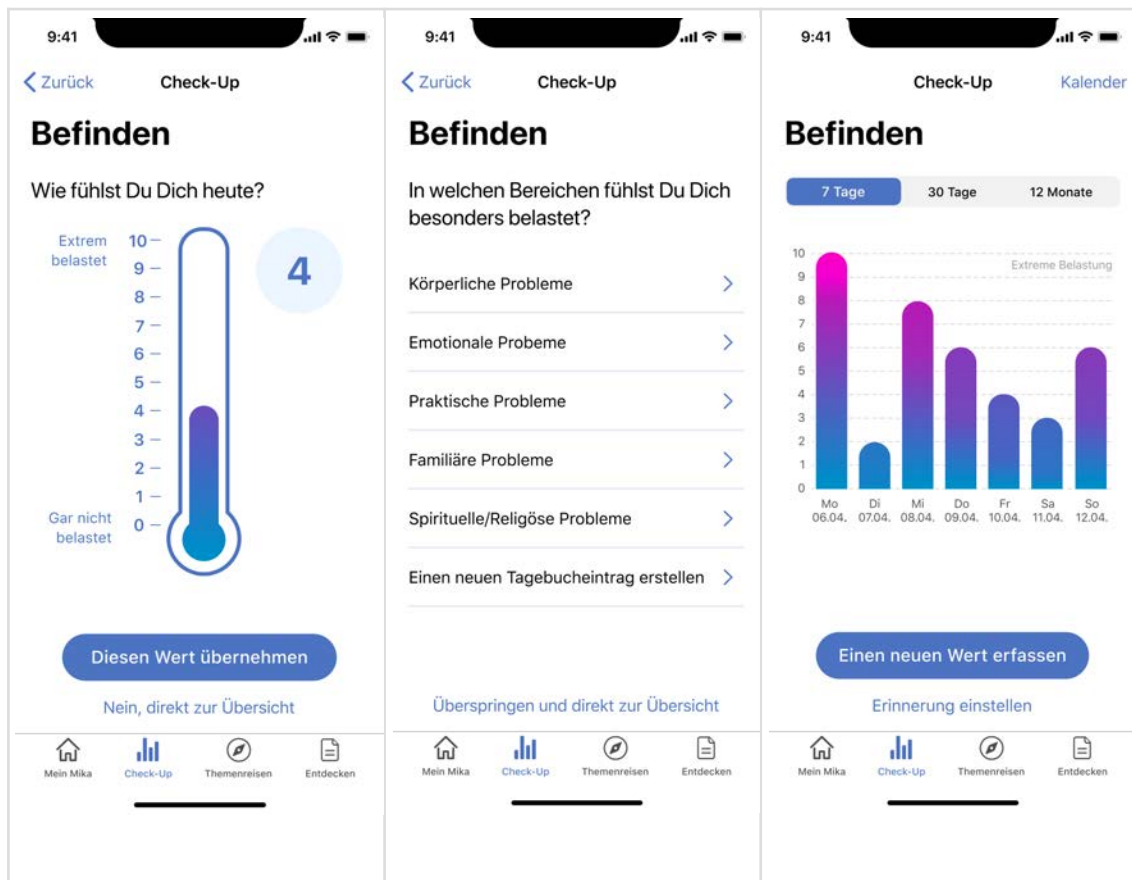 9:41
Zurück
Check-Up
Befinden
Wie fühlst Du Dich heute?
Extrem
belastet
10
9
8
7
6
5
4
3
2
1
0
Gar nicht
belastet
4
Diesen Wert übernehmen
Nein, direkt zur Übersicht
Mein Mika
Check-Up
Themenreisen
Entdecken
9:41
Zurück
Check-Up
Befinden
In welchen Bereichen fühlst Du Dich
besonders belastet?
Körperliche Probleme
Emotionale Probeme
Praktische Probleme
Familiäre Probleme
Spirituelle/Religöse Probleme
Einen neuen Tagebucheintrag erstellen
Überspringen und direkt zur Übersicht
Mein Mika
Check-Up
Themenreisen
Entdecken
9:41
Check-Up
Kalender
Befinden
7 Tage
30 Tage
12 Monate
Extreme Belastung
10
9
8
7
6
5
4
3
2
1
0
Mo Di Mi Do Fr Sa So
06.04. 07.04. 08.04. 09.04. 10.04. 11.04. 12.04.
Einen neuen Wert erfassen
Erinnerung einstellen
Mein Mika
Check-Up
Themenreisen
Entdecken